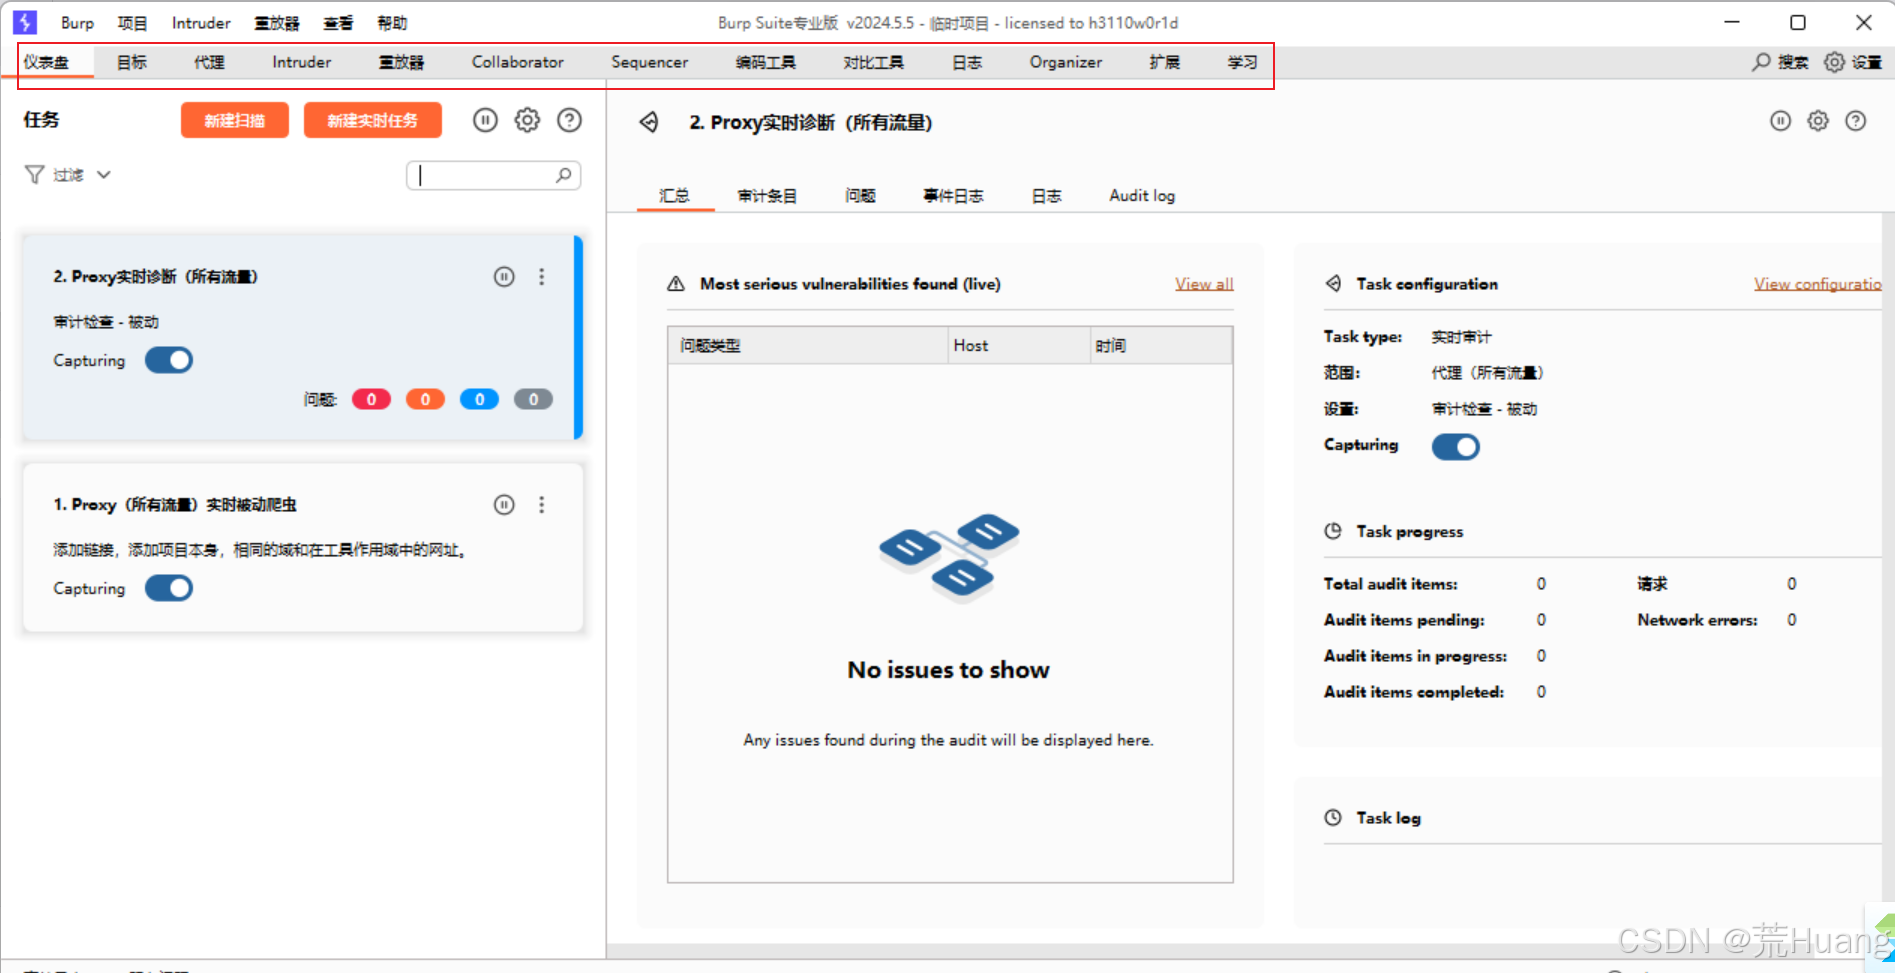 Burp 项目 Intruder 重放器 查看 帮助 Burp Suite专业版 v2024.5.5 - 临时项目 - licensed to h3110w0r1d
仪表盘 目标 代理 Intruder 重放器 Collaborator Sequencer 编码工具 对比工具 日志 Organizer 扩展 学习 搜索 设置
任务 新建扫描 新建实时任务
过滤
2. Proxy实时诊断（所有流量）
审计检查 - 被动
Capturing
问题: 0 0 0 0
1. Proxy（所有流量）实时被动爬虫
添加链接，添加项目本身，相同的域和在工具作用域中的网址。
Capturing
2. Proxy实时诊断（所有流量）
汇总 审计条目 问题 事件日志 日志 Audit log
Most serious vulnerabilities found (live) View all
问题类型 Host 时间
No issues to show
Any issues found during the audit will be displayed here.
Task configuration View configuratio
Task type: 实时审计
范围: 代理（所有流量）
设置: 审计检查 - 被动
Capturing
Task progress
Total audit items: 0 请求 0
Audit items pending: 0 Network errors: 0
Audit items in progress: 0
Audit items completed: 0
Task log
CSDN @荒Huang